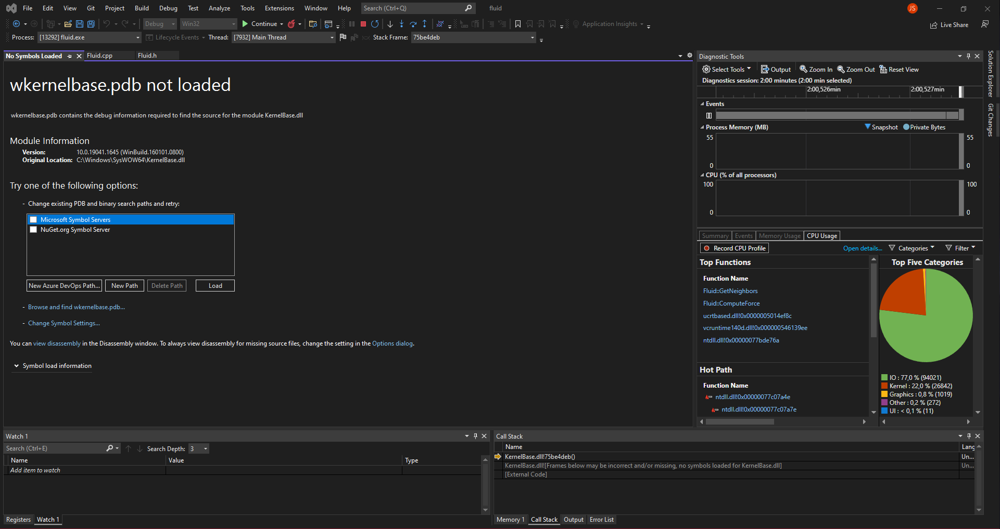 File Edit View Git Project Build Debug Test Analyze Tools Extensions Window Help Search (Ctrl+Q) fluid JS
Debug Win32 Continue Application Insights Live Share
Process: [13292] fluid.exe Lifecycle Events Thread: [7932] Main Thread Stack Frame: 75be4deb
No Symbols Loaded Fluid.cpp Fluid.h
wkernelbase.pdb not loaded
wkernelbase.pdb contains the debug information required to find the source for the module KernelBase.dll
Module Information
Version: 10.0.19041.1645 (WinBuild.160101.0800)
Original Location: C:\Windows\SysWOW64\KernelBase.dll
Try one of the following options:
- Change existing PDB and binary search paths and retry:
Microsoft Symbol Servers
NuGet.org Symbol Server
New Azure DevOps Path... New Path Delete Path Load
- Browse and find wkernelbase.pdb...
- Change Symbol Settings...
You can view disassembly in the Disassembly window. To always view disassembly for missing source files, change the setting in the Options dialog.
Symbol load information
Diagnostic Tools
Select Tools Output Zoom In Zoom Out Reset View
Diagnostics session: 2:00 minutes (2:00 min selected)
2:00,526min 2:00,527min
Events
Process Memory (MB) Snapshot Private Bytes
55 55
0 0
CPU (% of all processors)
100 100
0 0
Summary Events Memory Usage CPU Usage
Record CPU Profile Open details... Categories Filter
Top Functions
Function Name
Fluid::GetNeighbors
Fluid::ComputeForce
ucrtbased.dll!0x0000005014ef8c
vcruntime140d.dll!0x000000546139ee
ntdll.dll!0x00000077bde76a
Hot Path
Function Name
ntdll.dll!0x00000077c07a4e
ntdll.dll!0x00000077c07a7e
Top Five Categories
IO : 77,0 % (94021)
Kernel : 22,0 % (26842)
Graphics : 0,8 % (1019)
Other : 0,2 % (272)
UI : < 0,1 % (11)
Solution Explorer
Git Changes
Watch 1
Search (Ctrl+E) Search Depth: 3
Name Value Type
Add item to watch
Registers Watch 1
Call Stack
Name Lang
KernelBase.dll!75be4deb() Un...
KernelBase.dll![Frames below may be incorrect and/or missing, no symbols loaded for KernelBase.dll] Un...
[External Code]
Memory 1 Call Stack Output Error List